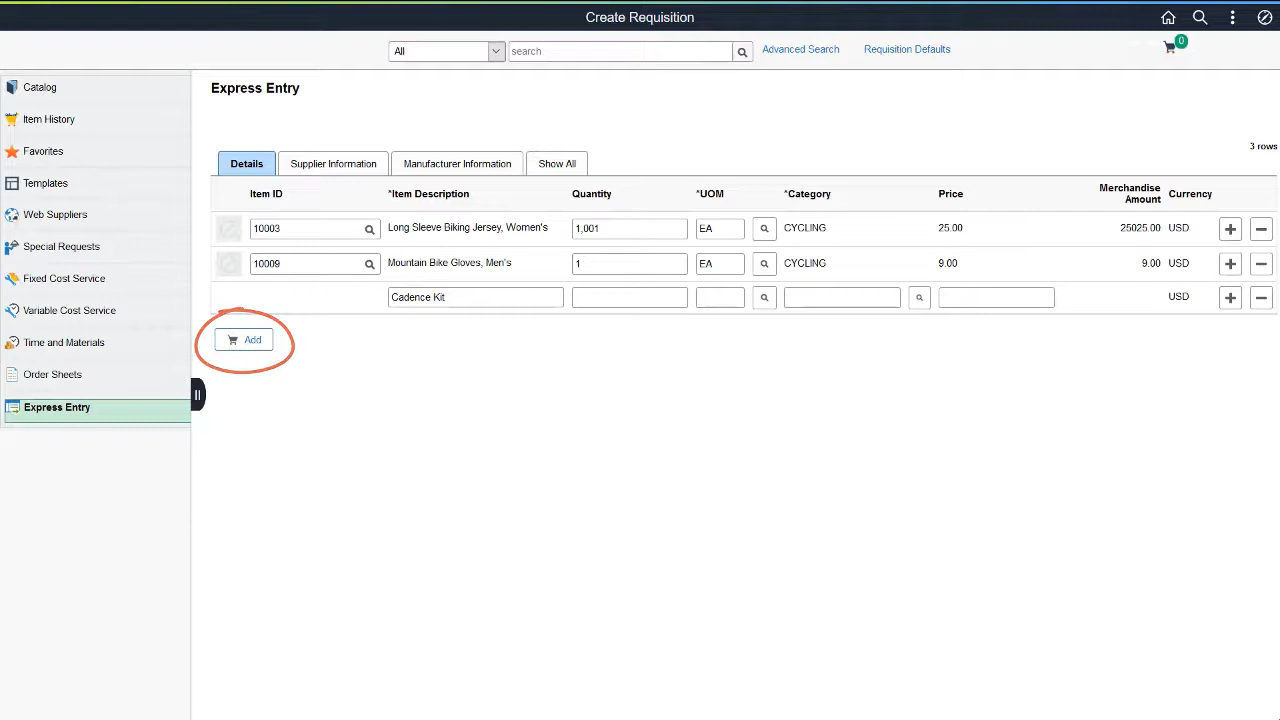 Create Requisition
All
search
Advanced Search
Requisition Defaults
0
Catalog
Item History
Favorites
Templates
Web Suppliers
Special Requests
Fixed Cost Service
Variable Cost Service
Time and Materials
Order Sheets
Express Entry
Express Entry
3 rows
Details
Supplier Information
Manufacturer Information
Show All
Item ID
*Item Description
Quantity
*UOM
*Category
Price
Merchandise
Amount
Currency
10003
Long Sleeve Biking Jersey, Women's
1,001
EA
CYCLING
25.00
25025.00
USD
10009
Mountain Bike Gloves, Men's
1
EA
CYCLING
9.00
9.00
USD
Cadence Kit
USD
Add